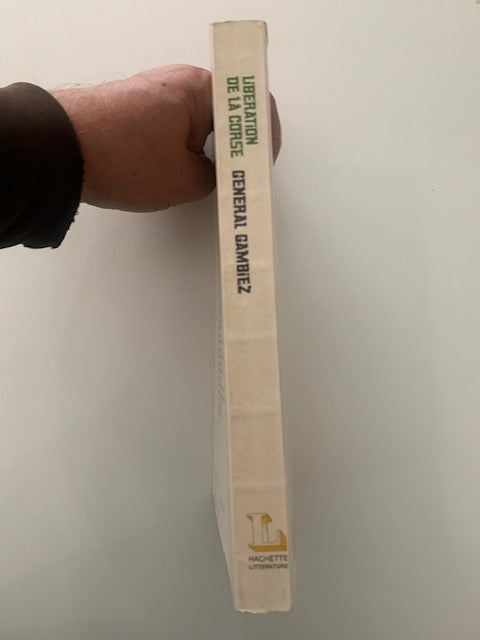 LiBERATiON
DE LA CORSE
GENERAL GAMBiEZ
L
HACHETTE
LITTERATURE